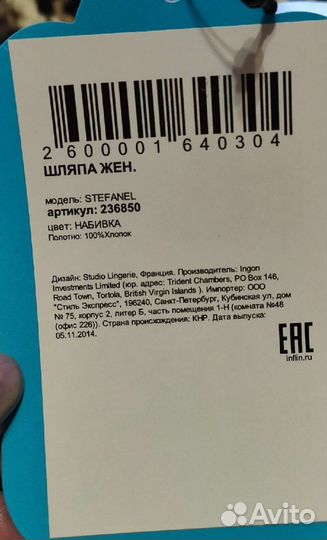 2 600001 640304
ШЛЯПА ЖЕН.
модель: STEFANEL
артикул: 236850
цвет: НАБИВКА
Полотно: 100%Хлопок
Дизайн: Studio Lingerie, Франция. Производитель: Ingon
Investments Limited (юр. адрес: Trident Chambers, PO Box 146,
Road Town, Tortola, British Virgin Islands ). Импортер: ООО
"Стиль Экспресс", 196240, Санкт-Петербург, Кубинская ул, дом
№ 75, корпус 2, литер Б, часть помещения 1-Н (комната №48
(офис 226)). Страна происхождения: КНР. Дата выпуска:
05.11.2014.
EAC
inflin.ru
Avito